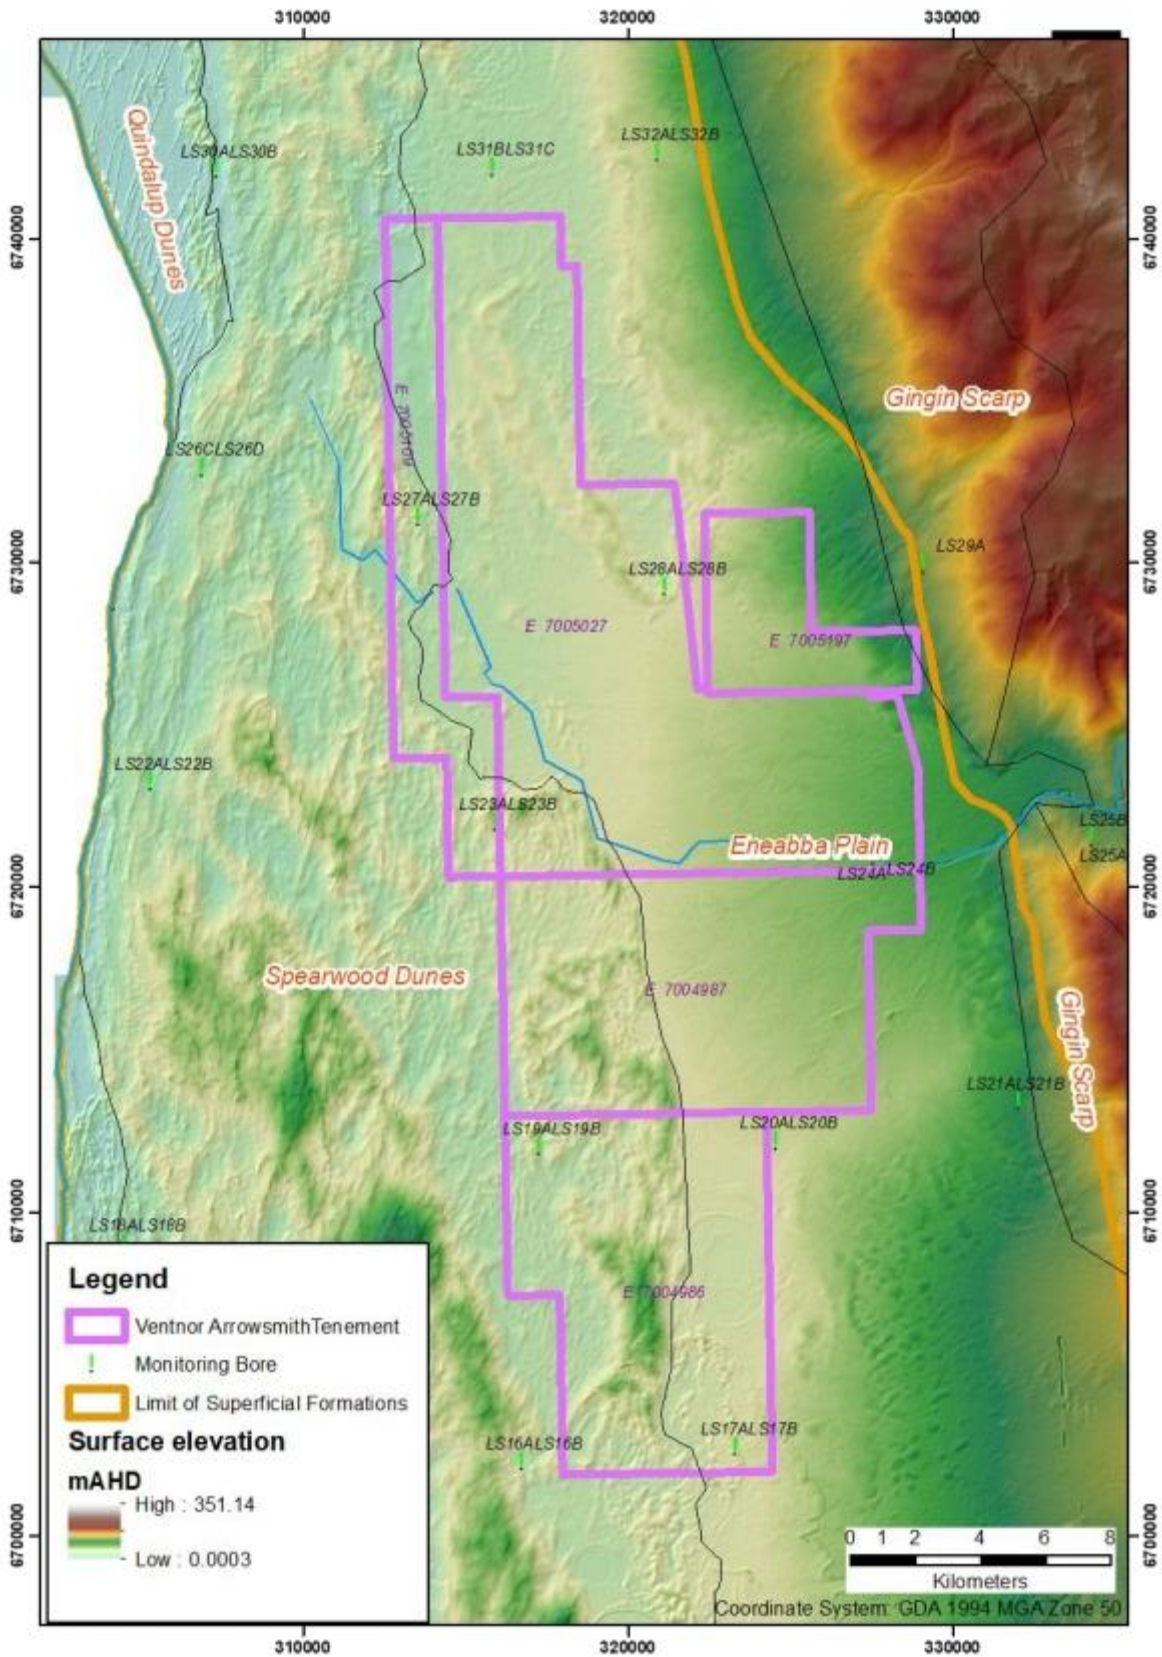 310000
320000
330000
LS32ALS32B
LS30ALS30B
LS31BLS31C
Quindalup Dunes
6740000
6740000
Gingin Scarp
E 7005109
LS26CLS26D
LS27ALS27B
LS29A
6730000
6730000
LS28ALS28B
E 7005027
E 7005197
LS22ALS22B
LS23ALS23B
LS25B
Eneabba Plain
LS25A
LS24A
LS24B
6720000
6720000
Spearwood Dunes
E 7004987
Gingin Scarp
LS21ALS21B
LS19ALS19B
LS20ALS20B
6710000
6710000
LS18ALS18B
E 7004986
LS17ALS17B
LS16ALS16B
6700000
6700000
Legend
Ventnor ArrowsmithTenement
Monitoring Bore
Limit of Superficial Formations
Surface elevation
mAHD
High : 351.14
Low : 0.0003
0 1 2 4 6 8
Kilometers
Coordinate System: GDA 1994 MGA Zone 50
310000
320000
330000